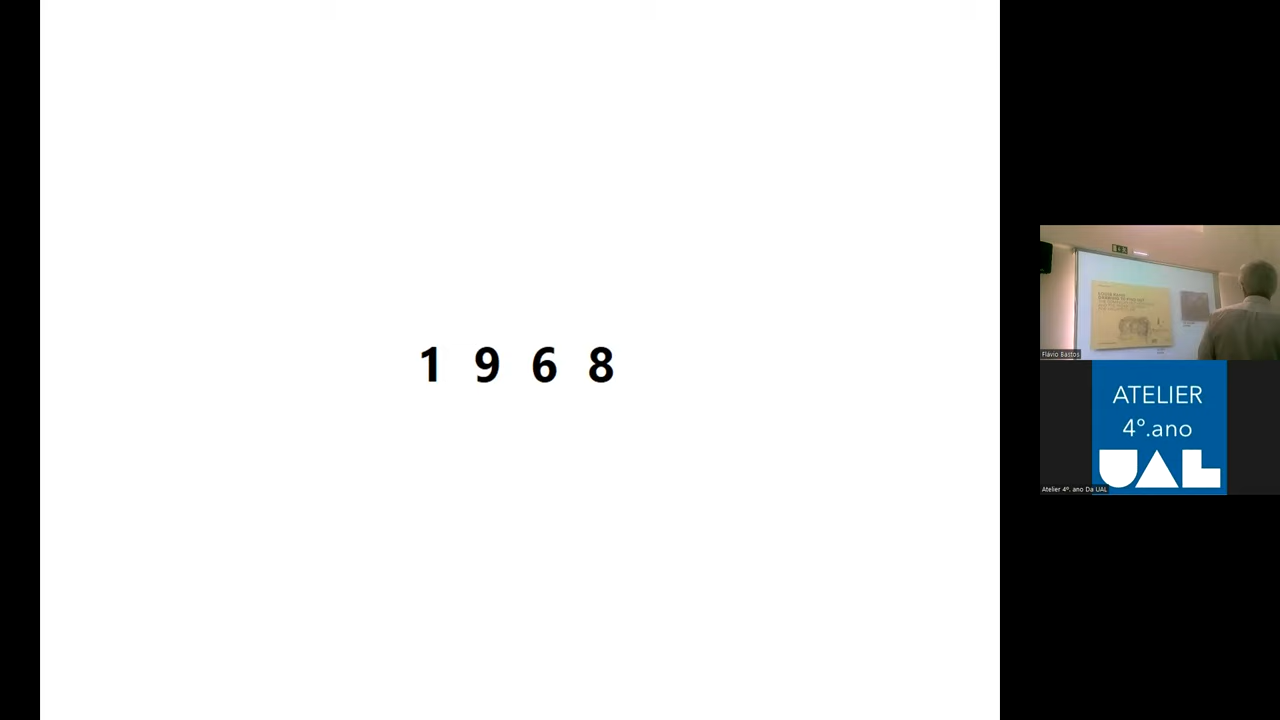 1 9 6 8
Flávio Bastos
ATELIER
4º.ano
UAL
Atelier 4º. ano Da UAL